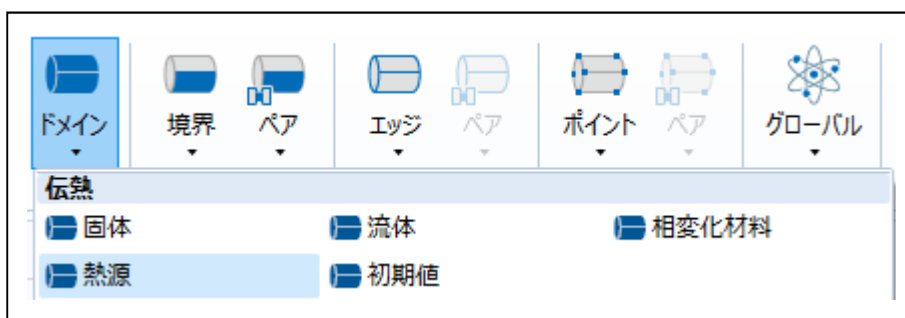 ドメイン 境界 ペア エッジ ペア ポイント ペア グローバル
伝熱
固体 流体 相変化材料
熱源 初期値